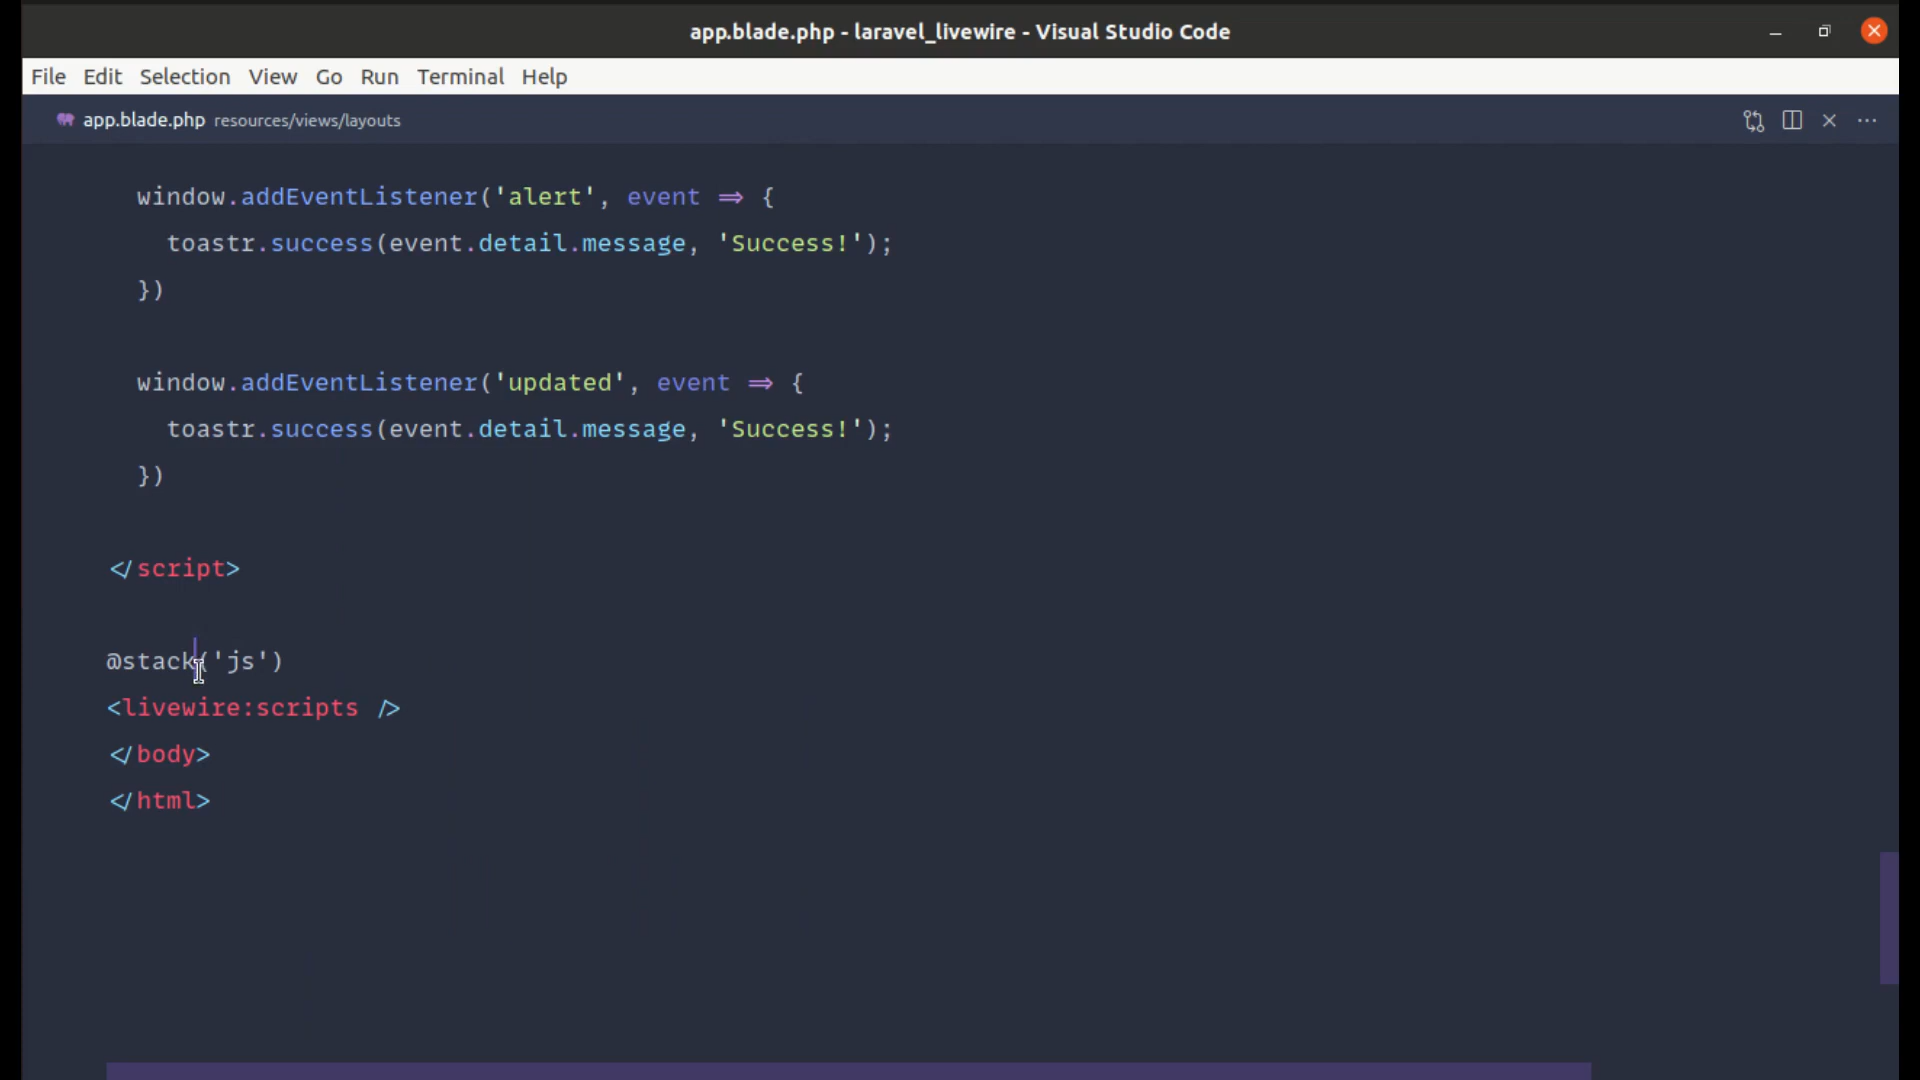 app.blade.php - laravel_livewire - Visual Studio Code
File Edit Selection View Go Run Terminal Help
app.blade.php resources/views/layouts
window.addEventListener('alert', event => {
toastr.success(event.detail.message, 'Success!');
})
window.addEventListener('updated', event => {
toastr.success(event.detail.message, 'Success!');
})
</script>
@stack('js')
<livewire:scripts />
</body>
</html>